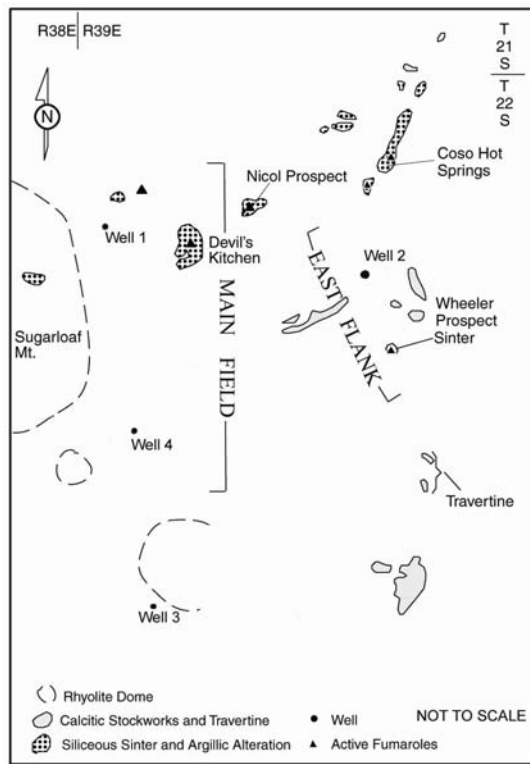 R38E R39E
T
21
S
T
22
S
N
Coso Hot
Springs
Nicol Prospect
Well 1
Devil's
Kitchen
Well 2
MAIN FIELD
EAST FLANK
Wheeler
Prospect
Sinter
Sugarloaf
Mt.
Well 4
Travertine
Well 3
Rhyolite Dome
Calcitic Stockworks and Travertine
Well
NOT TO SCALE
Siliceous Sinter and Argillic Alteration
Active Fumaroles